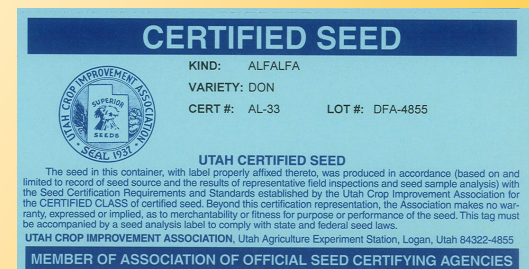 CERTIFIED SEED
KIND: ALFALFA
VARIETY: DON
CERT #: AL-33 LOT #: DFA-4855
UTAH CROP IMPROVEMENT ASSOCIATION
SUPERIOR
SEEDS
SEAL 1937
UTAH CERTIFIED SEED
The seed in this container, with label properly affixed thereto, was produced in accordance (based on and
limited to record of seed source and the results of representative field inspections and seed sample analysis) with
the Seed Certification Requirements and Standards established by the Utah Crop Improvement Association for
the CERTIFIED CLASS of certified seed. Beyond this certification representation, the Association makes no war-
ranty, expressed or implied, as to merchantability or fitness for purpose or performance of the seed. This tag must
be accompanied by a seed analysis label to comply with state and federal seed laws.
UTAH CROP IMPROVEMENT ASSOCIATION, Utah Agriculture Experiment Station, Logan, Utah 84322-4855
MEMBER OF ASSOCIATION OF OFFICIAL SEED CERTIFYING AGENCIES